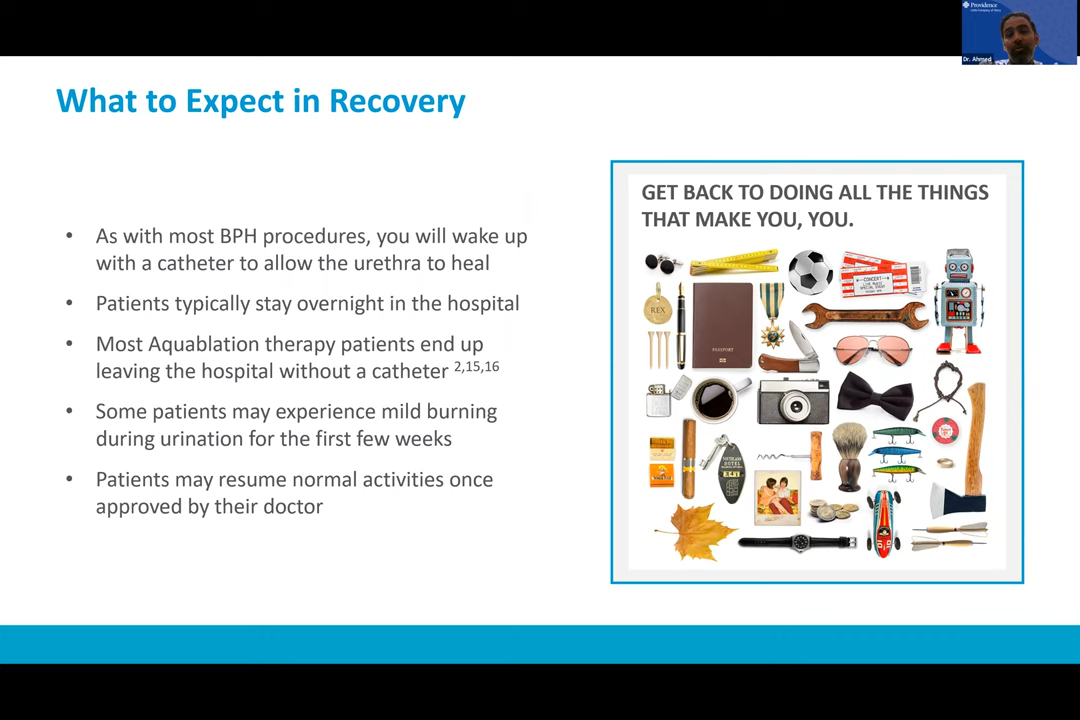 Providence
Dr. Ahmed
What to Expect in Recovery
• As with most BPH procedures, you will wake up
with a catheter to allow the urethra to heal
• Patients typically stay overnight in the hospital
• Most Aquablation therapy patients end up
leaving the hospital without a catheter 2,15,16
• Some patients may experience mild burning
during urination for the first few weeks
• Patients may resume normal activities once
approved by their doctor
GET BACK TO DOING ALL THE THINGS
THAT MAKE YOU, YOU.
CONCERT
REX
PASSPORT
HOTEL